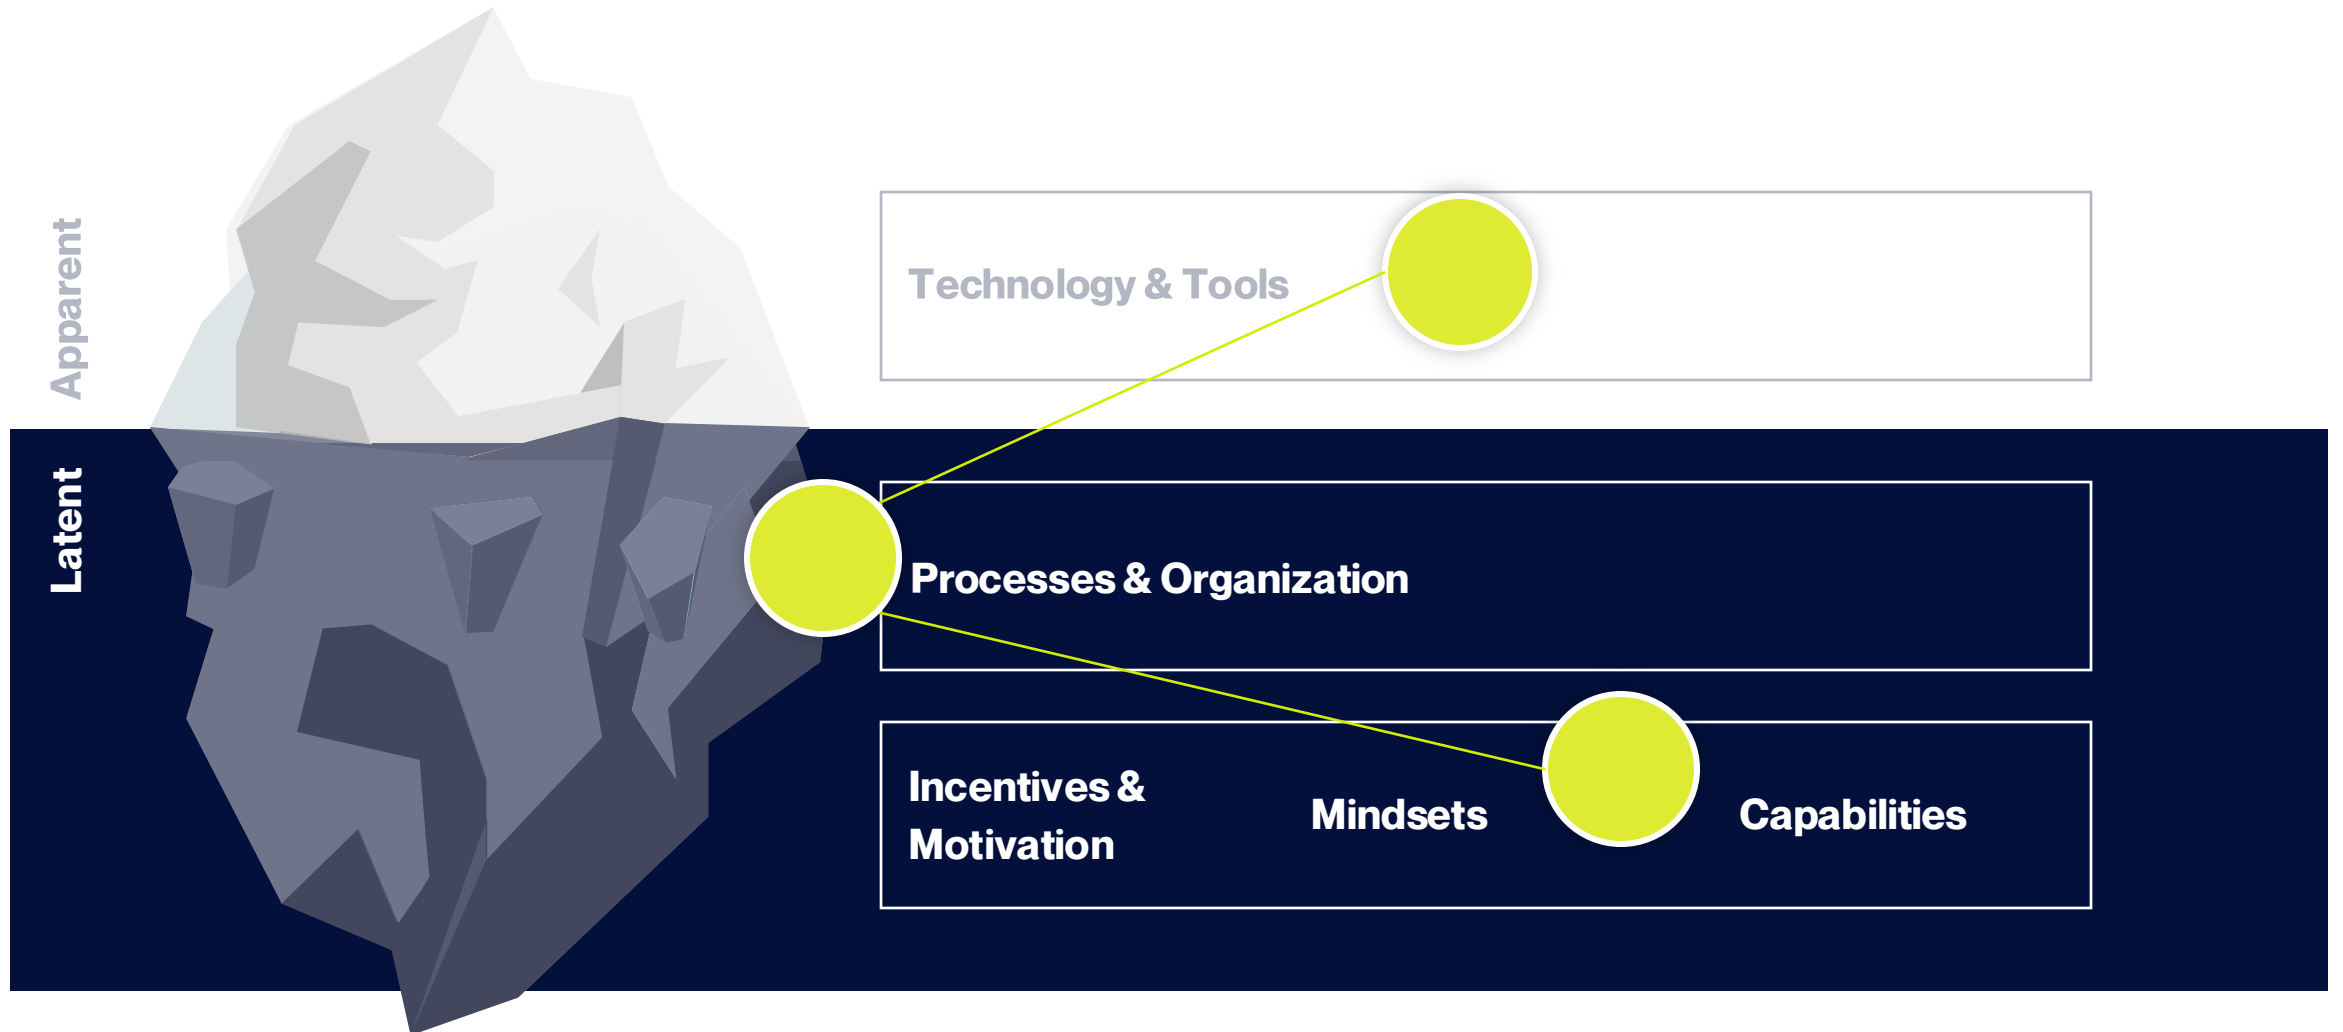 Apparent
Technology & Tools
Latent
Processes & Organization
Incentives &
Motivation
Mindsets
Capabilities